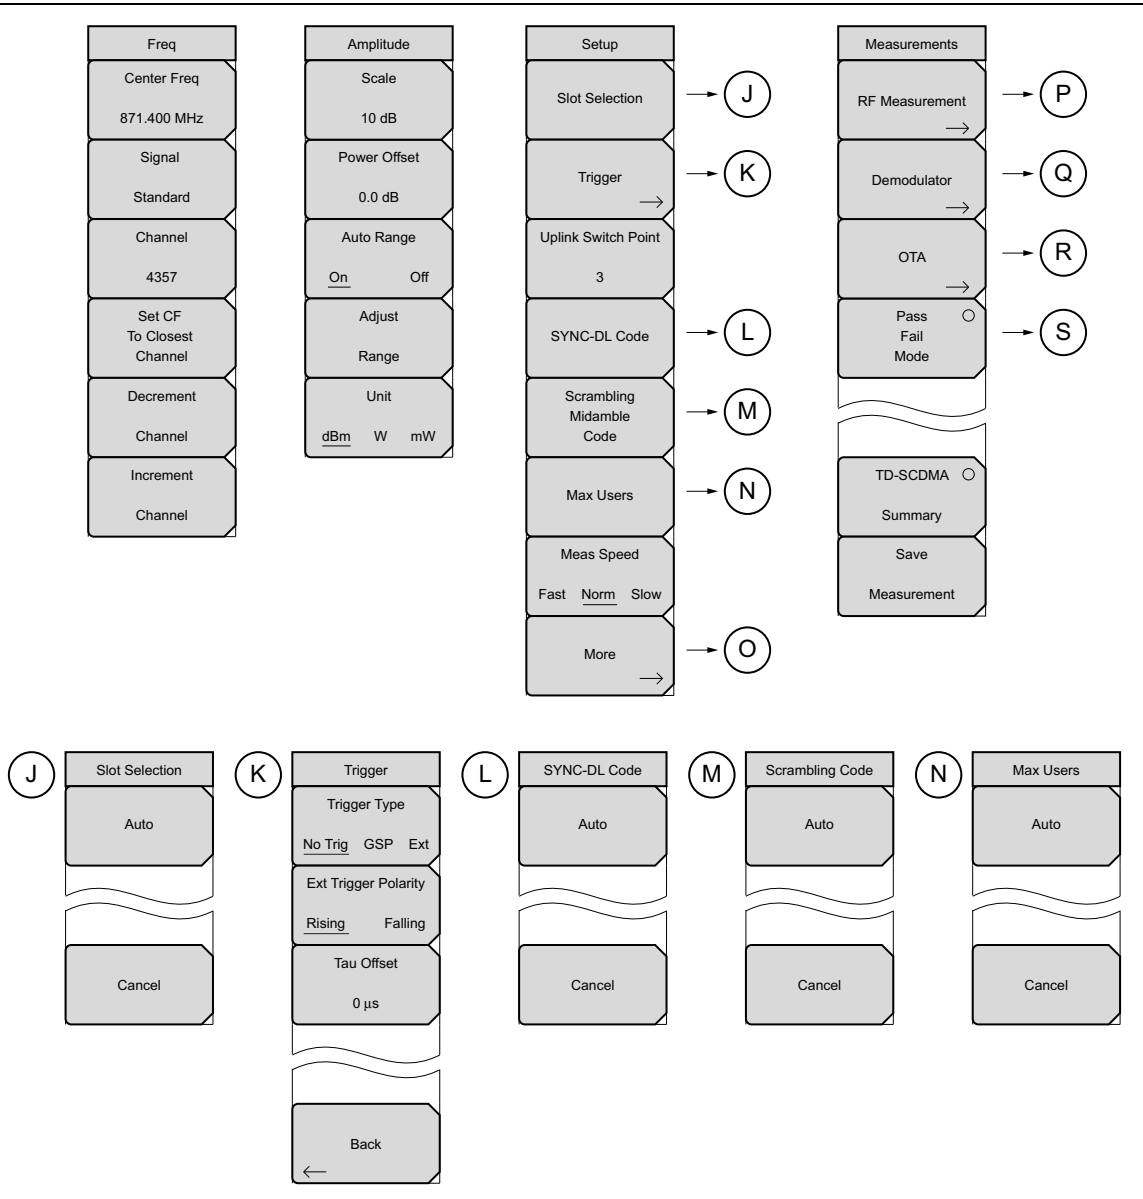 Freq
Center Freq
871.400 MHz
Signal
Standard
Channel
4357
Set CF
To Closest
Channel
Decrement
Channel
Increment
Channel
Amplitude
Scale
10 dB
Power Offset
0.0 dB
Auto Range
On Off
Adjust
Range
Unit
dBm W mW
Setup
Slot Selection
J
Trigger
K
Uplink Switch Point
3
SYNC-DL Code
L
Scrambling
Midamble
Code
M
Max Users
N
Meas Speed
Fast Norm Slow
More
O
Measurements
RF Measurement
P
Demodulator
Q
OTA
R
Pass
Fail
Mode
S
TD-SCDMA
Summary
Save
Measurement
J
Slot Selection
Auto
Cancel
K
Trigger
Trigger Type
No Trig GSP Ext
Ext Trigger Polarity
Rising Falling
Tau Offset
0 μs
Back
L
SYNC-DL Code
Auto
Cancel
M
Scrambling Code
Auto
Cancel
N
Max Users
Auto
Cancel